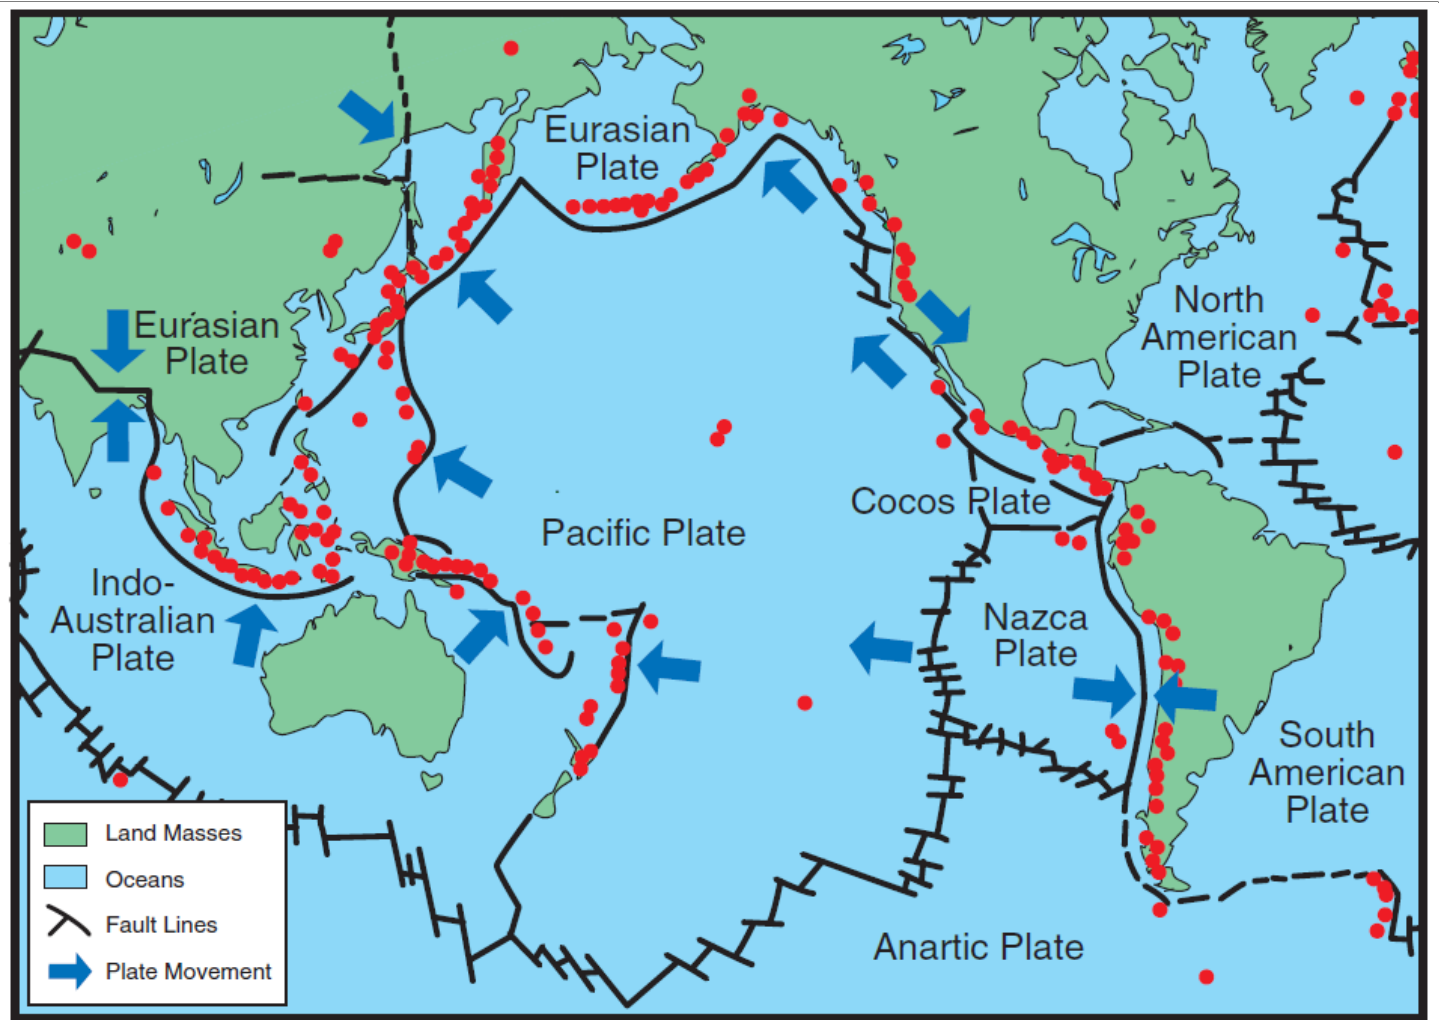 Eurasian
Plate
Eurasian
Plate
North
American
Plate
Cocos Plate
Pacific Plate
Indo-
Australian
Plate
Nazca
Plate
South
American
Plate
Anartic Plate
Land Masses
Oceans
Fault Lines
Plate Movement